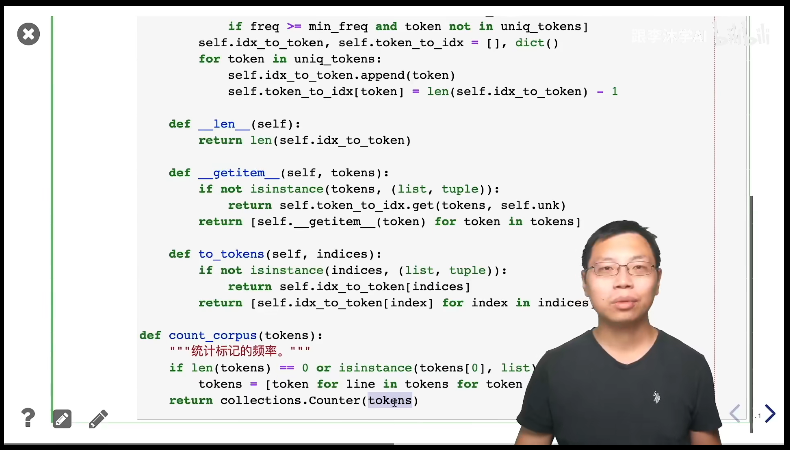 if freq >= min_freq and token not in uniq_tokens]
        self.idx_to_token, self.token_to_idx = [], dict()
        for token in uniq_tokens:
            self.idx_to_token.append(token)
            self.token_to_idx[token] = len(self.idx_to_token) - 1
    def __len__(self):
        return len(self.idx_to_token)
    def __getitem__(self, tokens):
        if not isinstance(tokens, (list, tuple)):
            return self.token_to_idx.get(tokens, self.unk)
        return [self.__getitem__(token) for token in tokens]
    def to_tokens(self, indices):
        if not isinstance(indices, (list, tuple)):
            return self.idx_to_token[indices]
        return [self.idx_to_token[index] for index in indices
def count_corpus(tokens):
    """统计标记的频率。"""
    if len(tokens) == 0 or isinstance(tokens[0], list)
        tokens = [token for line in tokens for token
    return collections.Counter(tokens)
?